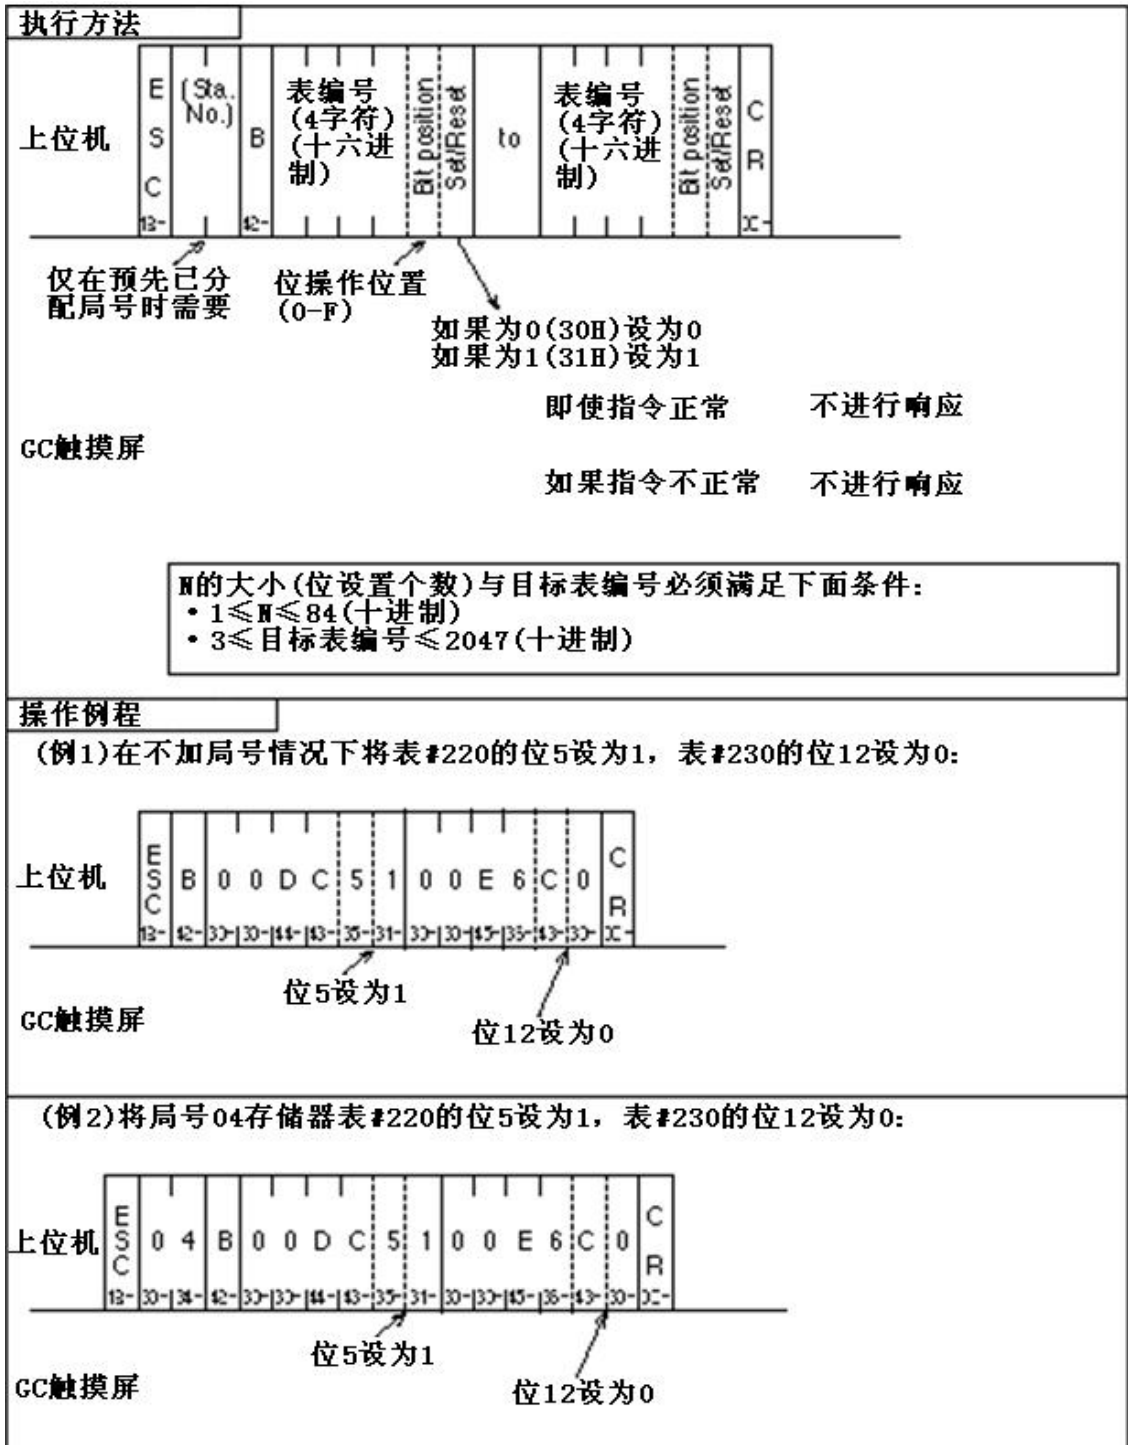 执行方法
上位机
E S C
(Sta. No.)
B
表编号
(4字符)
(十六进
制)
Bit position
Set/Reset
to
表编号
(4字符)
(十六进
制)
Bit position
Set/Reset
C R
仅在预先已分
配局号时需要
位操作位置
(0-F)
如果为0(30H)设为0
如果为1(31H)设为1
即使指令正常 不进行响应
GC触摸屏
如果指令不正常 不进行响应
N的大小(位设置个数)与目标表编号必须满足下面条件:
•1≤N≤84(十进制)
•3≤目标表编号≤2047(十进制)
操作例程
(例1)在不加局号情况下将表#220的位5设为1，表#230的位12设为0:
上位机
ESC B 0 0 D C 5 1 0 0 E 6 C 0 CR
位5设为1
GC触摸屏
位12设为0
(例2)将局号04存储器表#220的位5设为1，表#230的位12设为0:
上位机
ESC 0 4 B 0 0 D C 5 1 0 0 E 6 C 0 CR
位5设为1
GC触摸屏
位12设为0